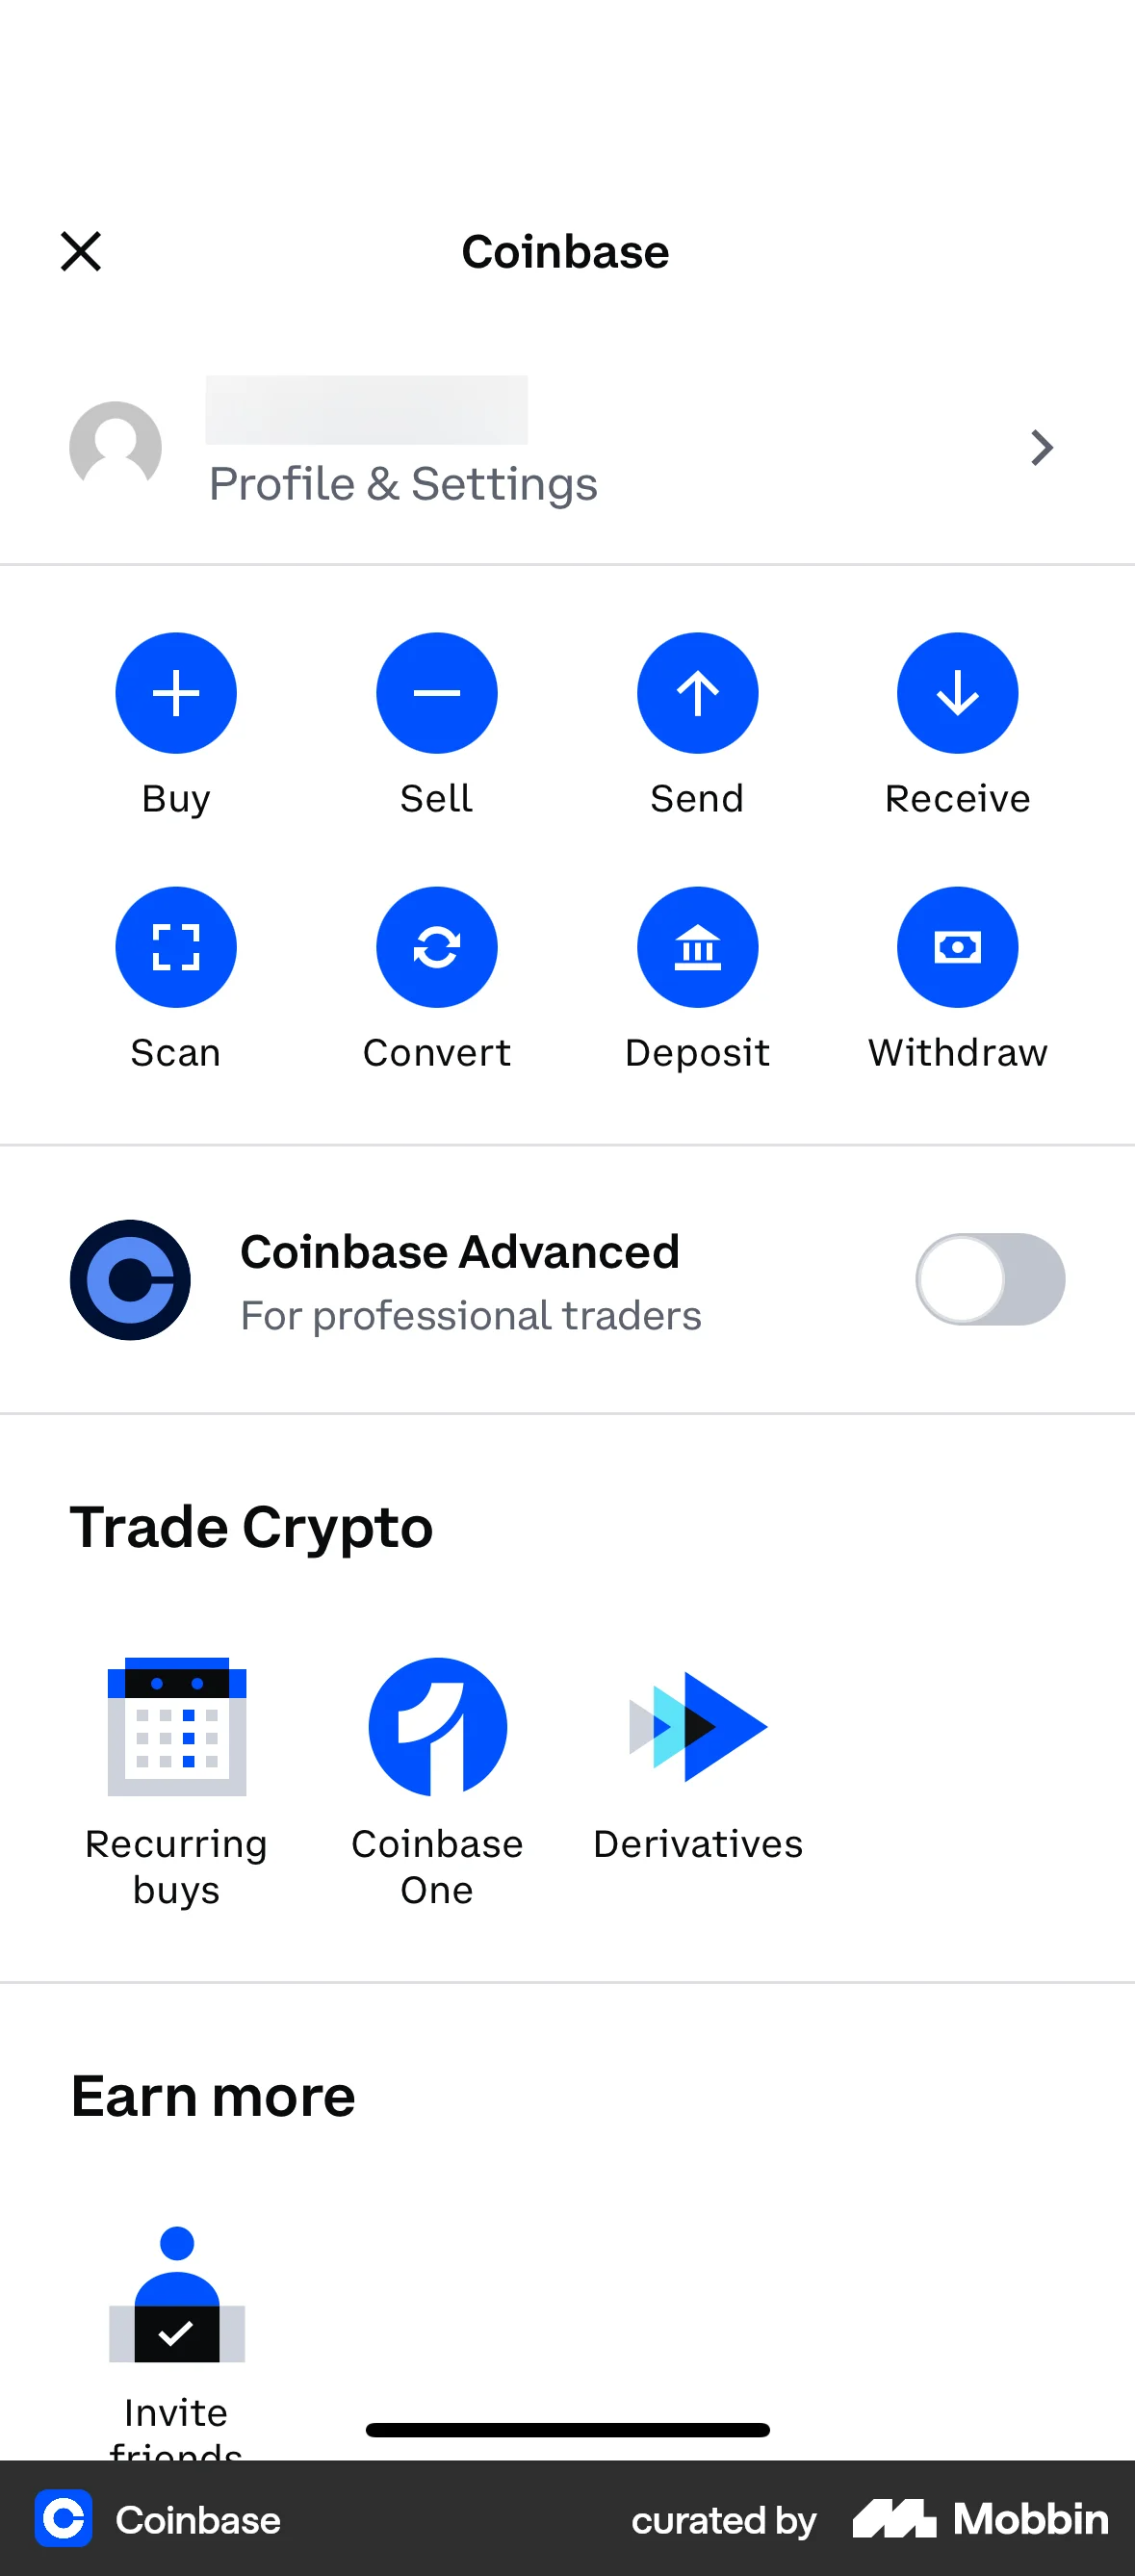 Coinbase
Profile & Settings
Buy
Sell
Send
Receive
Scan
Convert
Deposit
Withdraw
Coinbase Advanced
For professional traders
Trade Crypto
Recurring
buys
Coinbase
One
Derivatives
Earn more
Invite
friends
Coinbase
curated by
Mobbin